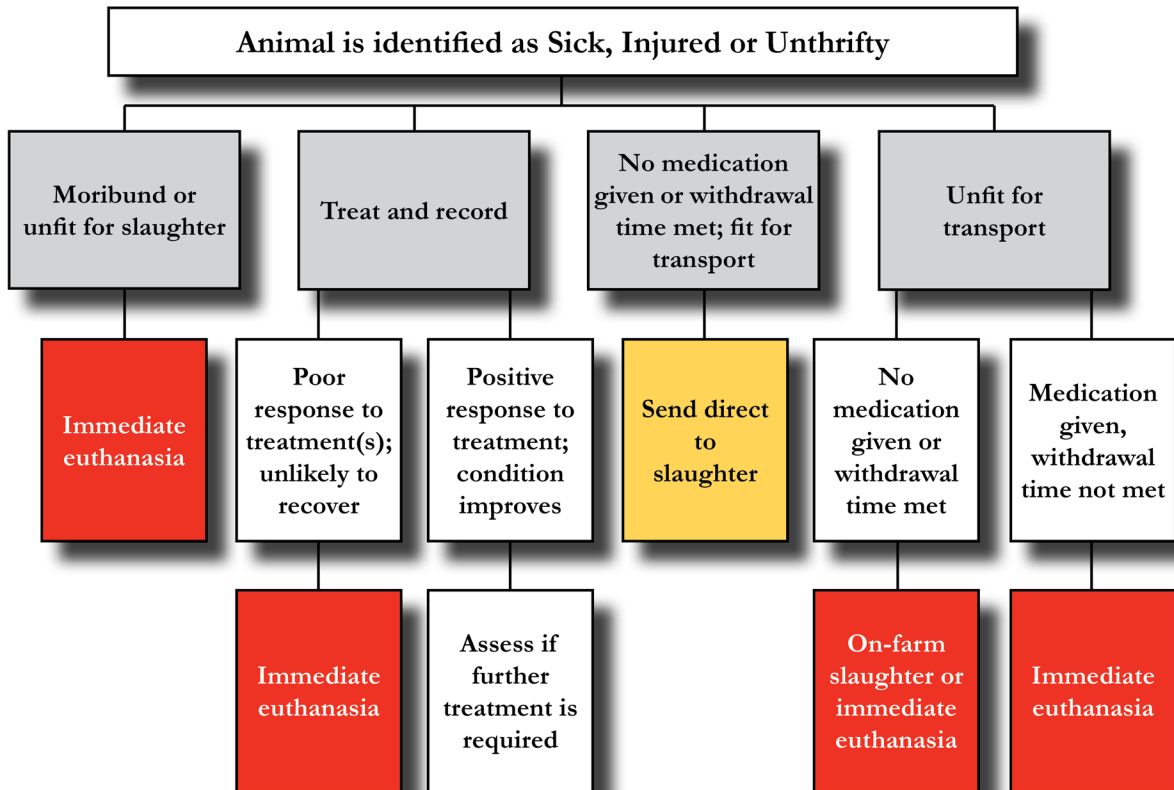 Animal is identified as Sick, Injured or Unthrifty
Moribund or
unfit for slaughter
Treat and record
No medication
given or withdrawal
time met; fit for
transport
Unfit for
transport
Immediate
euthanasia
Poor
response to
treatment(s);
unlikely to
recover
Positive
response to
treatment;
condition
improves
Send direct
to
slaughter
No
medication
given or
withdrawal
time met
Medication
given,
withdrawal
time not met
Immediate
euthanasia
Assess if
further
treatment is
required
On-farm
slaughter or
immediate
euthanasia
Immediate
euthanasia